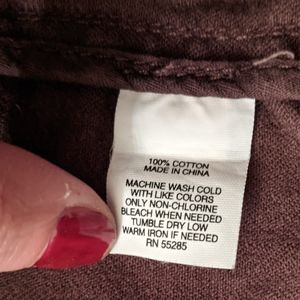 100% COTTON
MADE IN CHINA
MACHINE WASH COLD
WITH LIKE COLORS
ONLY NON-CHLORINE
BLEACH WHEN NEEDED
TUMBLE DRY LOW
WARM IRON IF NEEDED
RN 55285